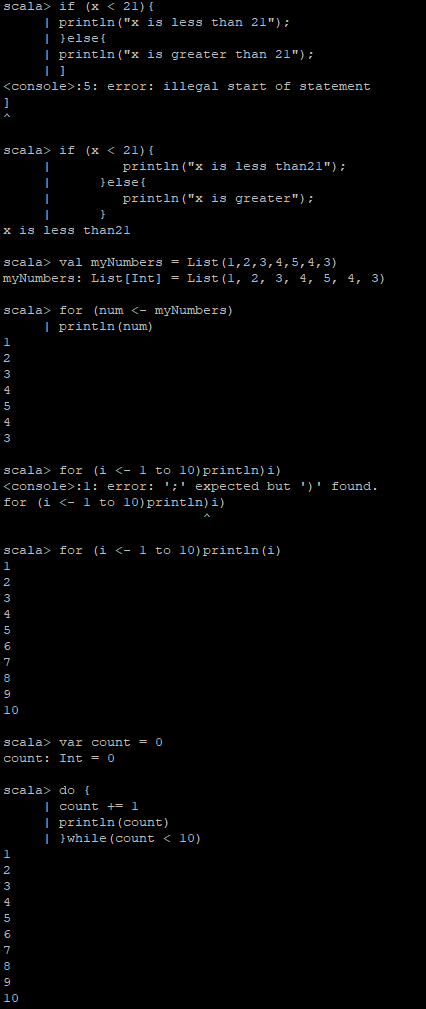 scala> if (x < 21){
     | println("x is less than 21");
     | }else{
     | println("x is greater than 21");
     | ]
<console>:5: error: illegal start of statement
]
^
scala> if (x < 21){
     |         println("x is less than21");
     |      }else{
     |         println("x is greater");
     |      }
x is less than21
scala> val myNumbers = List(1,2,3,4,5,4,3)
myNumbers: List[Int] = List(1, 2, 3, 4, 5, 4, 3)
scala> for (num <- myNumbers)
     | println(num)
1
2
3
4
5
4
3
scala> for (i <- 1 to 10)println)i)
<console>:1: error: ';' expected but ')' found.
for (i <- 1 to 10)println)i)
                         ^
scala> for (i <- 1 to 10)println(i)
1
2
3
4
5
6
7
8
9
10
scala> var count = 0
count: Int = 0
scala> do {
     | count += 1
     | println(count)
     | }while(count < 10)
1
2
3
4
5
6
7
8
9
10